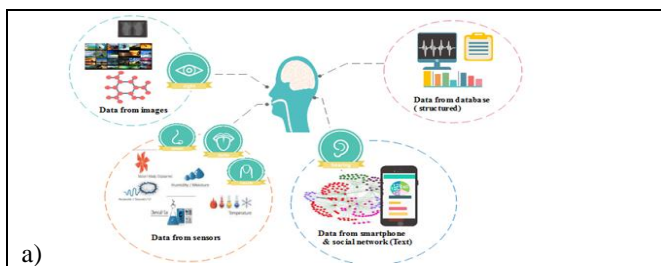 Data from images
Data from database
( structured)
Humidity / Moisture
Temperature
Data from sensors
Data from smartphone
& social network (Text)
a)